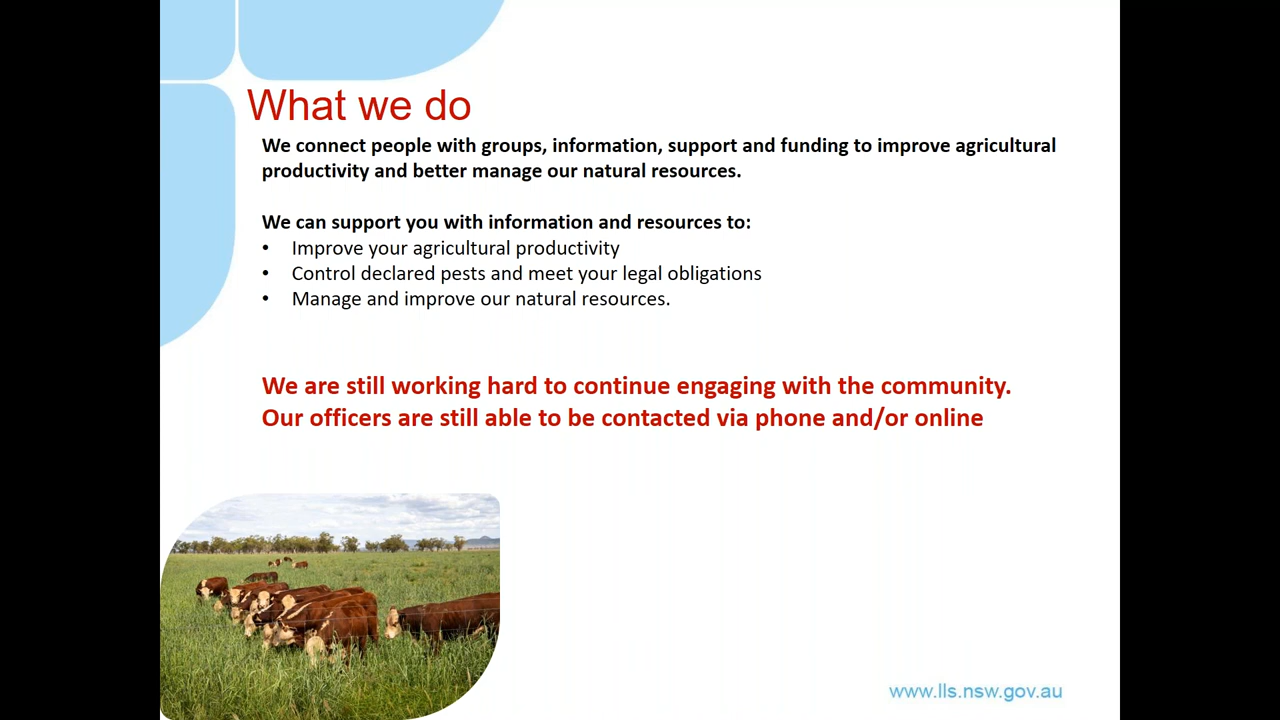 What we do
We connect people with groups, information, support and funding to improve agricultural
productivity and better manage our natural resources.
We can support you with information and resources to:
• Improve your agricultural productivity
• Control declared pests and meet your legal obligations
• Manage and improve our natural resources.
We are still working hard to continue engaging with the community.
Our officers are still able to be contacted via phone and/or online
www.lls.nsw.gov.au